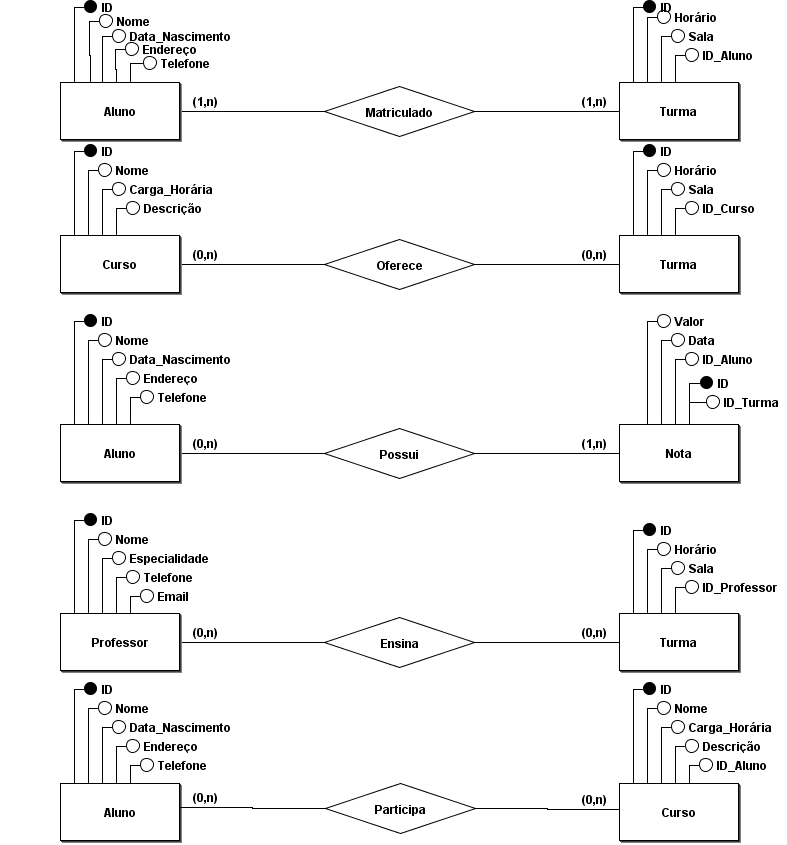 ID
Nome
Data_Nascimento
Endereço
Telefone
Aluno
(1,n)
Matriculado
(1,n)
ID
Horário
Sala
ID_Aluno
Turma
ID
Nome
Carga_Horária
Descrição
Curso
(0,n)
Oferece
(0,n)
ID
Horário
Sala
ID_Curso
Turma
ID
Nome
Data_Nascimento
Endereço
Telefone
Aluno
(0,n)
Possui
(1,n)
Valor
Data
ID_Aluno
ID
ID_Turma
Nota
ID
Nome
Especialidade
Telefone
Email
Professor
(0,n)
Ensina
(0,n)
ID
Horário
Sala
ID_Professor
Turma
ID
Nome
Data_Nascimento
Endereço
Telefone
Aluno
(0,n)
Participa
(0,n)
ID
Nome
Carga_Horária
Descrição
ID_Aluno
Curso